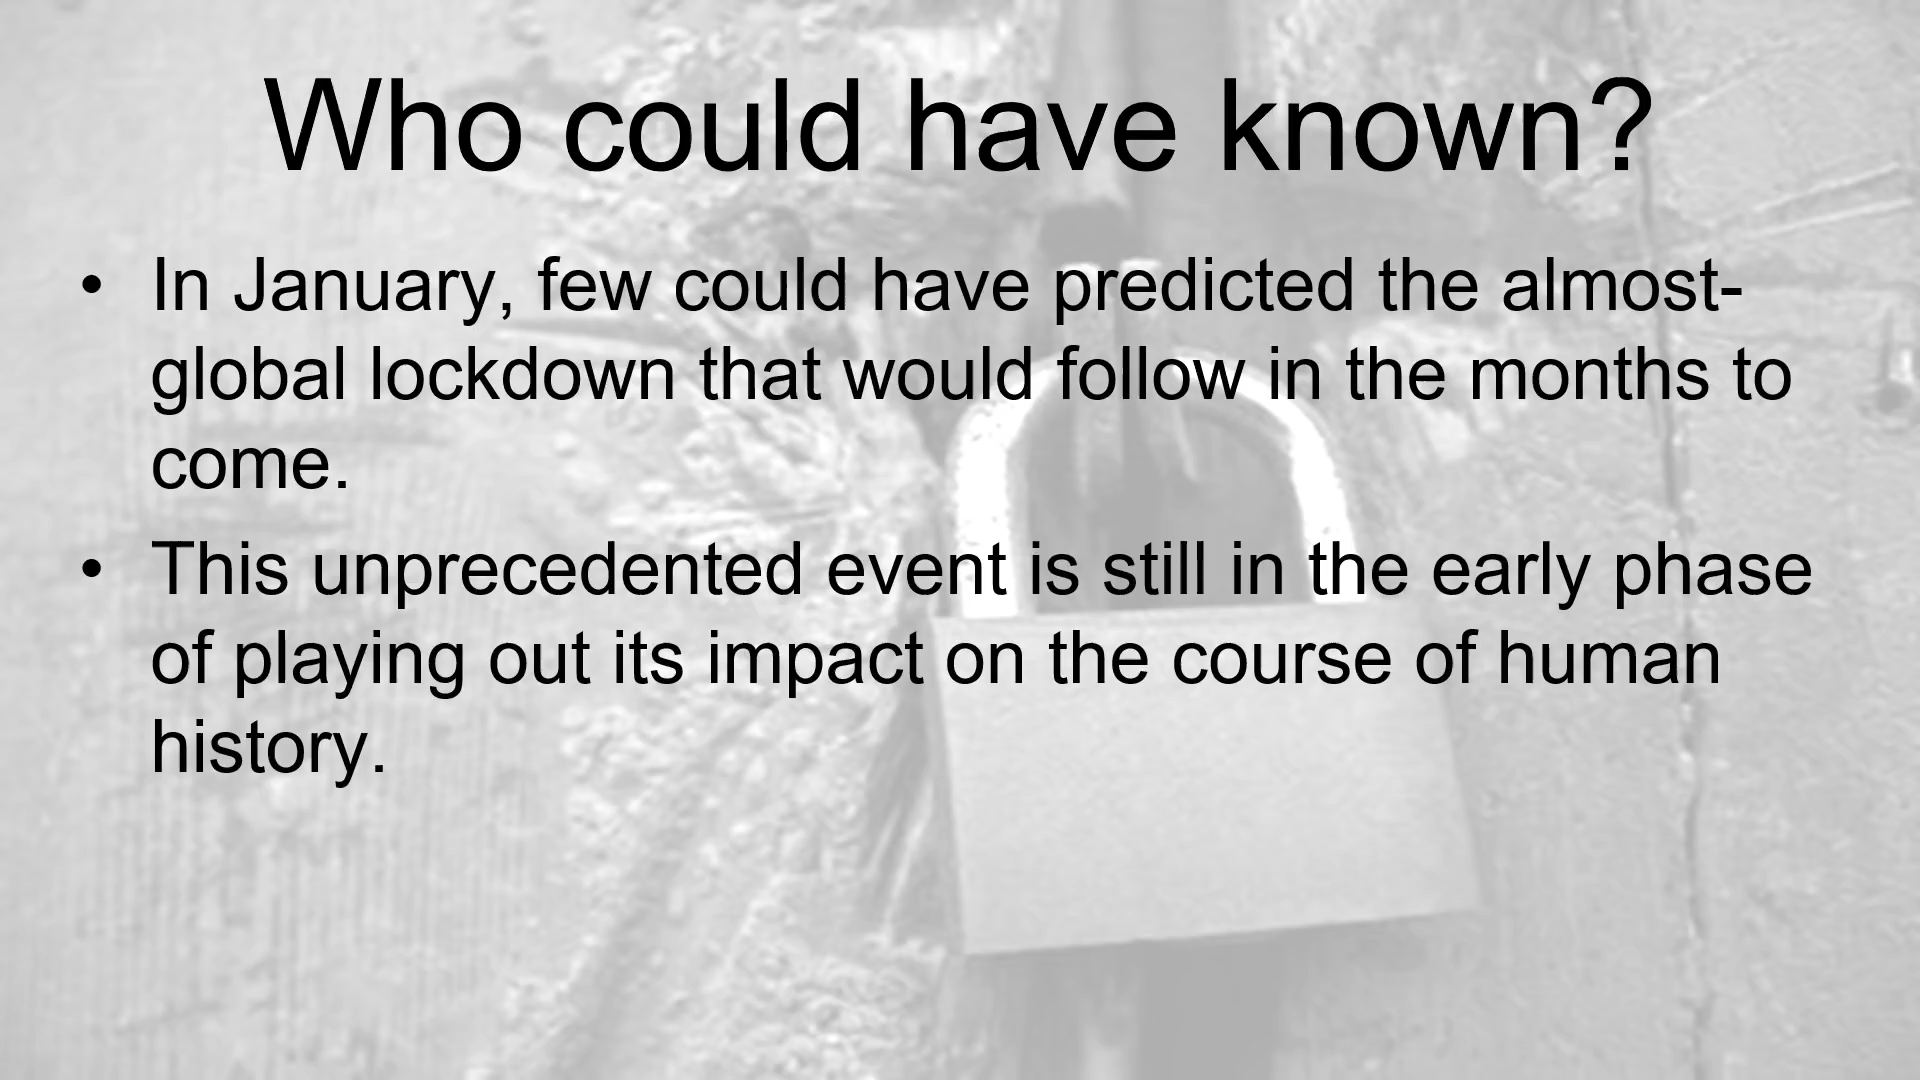 Who could have known?
• In January, few could have predicted the almost-
global lockdown that would follow in the months to
come.
• This unprecedented event is still in the early phase
of playing out its impact on the course of human
history.